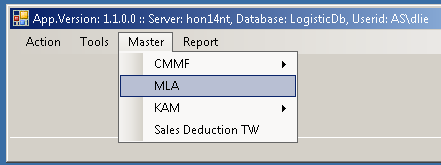 App.Version: 1.1.0.0 :: Server: hon14nt, Database: LogisticDb, Userid: AS\dlie
Action Tools Master Report
CMMF
MLA
KAM
Sales Deduction TW